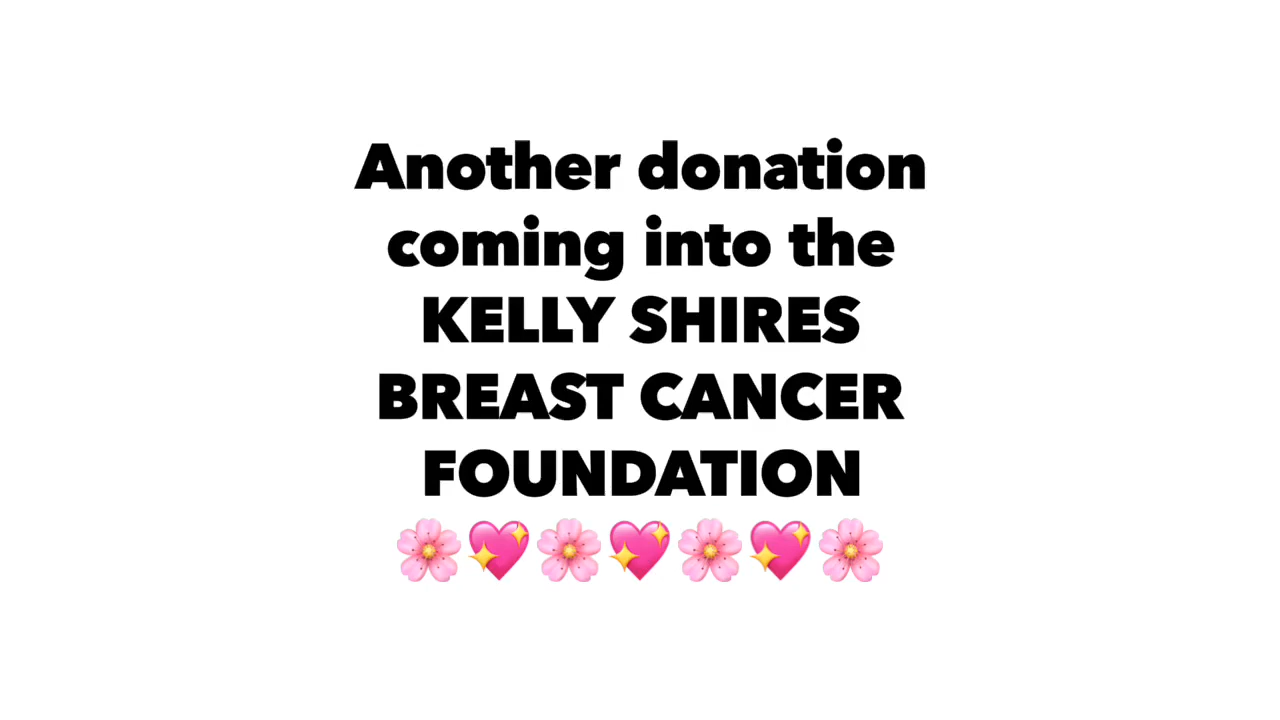 Another donation
coming into the
KELLY SHIRES
BREAST CANCER
FOUNDATION
🌸💖🌸💖🌸💖🌸